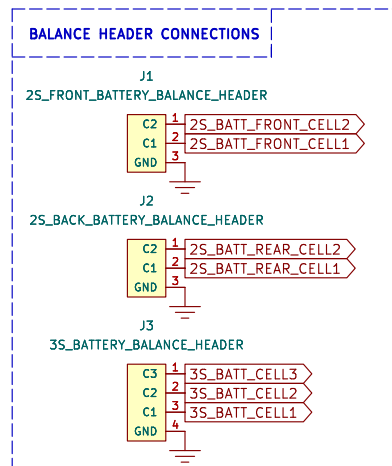 BALANCE HEADER CONNECTIONS
J1
2S_FRONT_BATTERY_BALANCE_HEADER
C2 1 2S_BATT_FRONT_CELL2
C1 2 2S_BATT_FRONT_CELL1
GND 3
J2
2S_BACK_BATTERY_BALANCE_HEADER
C2 1 2S_BATT_REAR_CELL2
C1 2 2S_BATT_REAR_CELL1
GND 3
J3
3S_BATTERY_BALANCE_HEADER
C3 1 3S_BATT_CELL3
C2 2 3S_BATT_CELL2
C1 3 3S_BATT_CELL1
GND 4